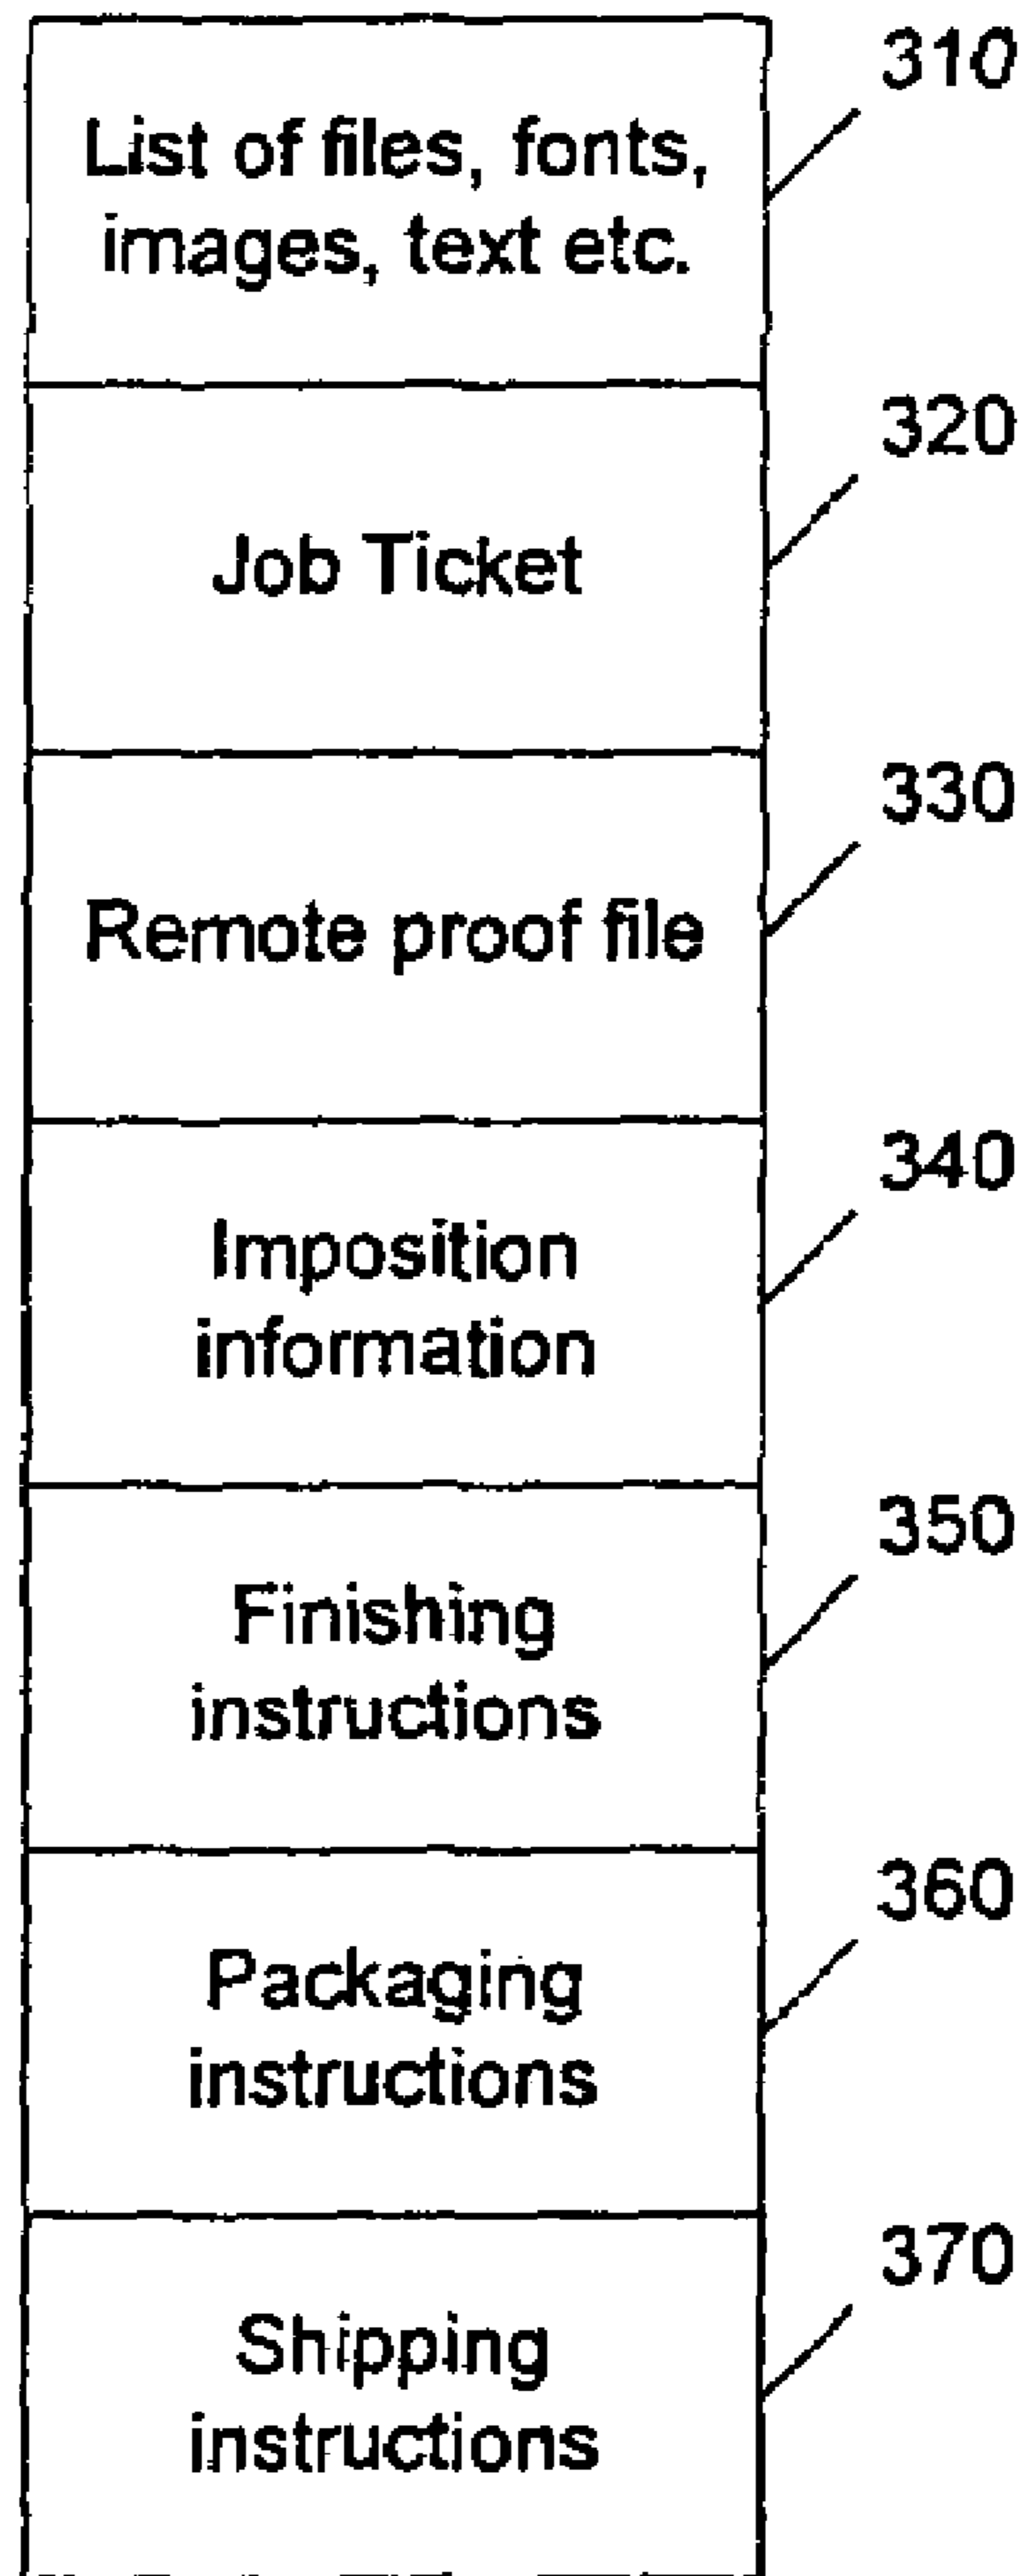 310
List of files, fonts,
images, text etc.
320
Job Ticket
330
Remote proof file
340
Imposition
information
350
Finishing
instructions
360
Packaging
instructions
370
Shipping
instructions